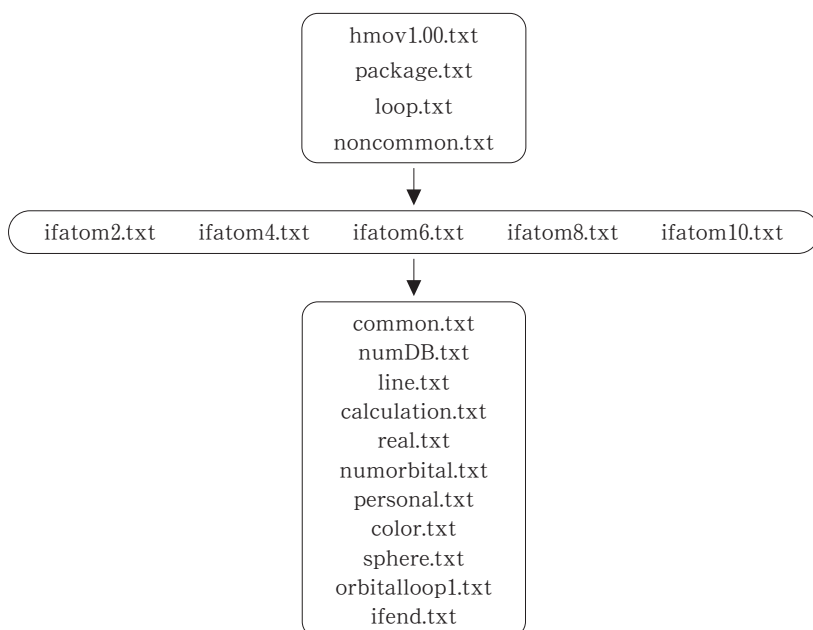 hmov1.00.txt
package.txt
loop.txt
noncommon.txt
ifatom2.txt ifatom4.txt ifatom6.txt ifatom8.txt ifatom10.txt
common.txt
numDB.txt
line.txt
calculation.txt
real.txt
numorbital.txt
personal.txt
color.txt
sphere.txt
orbitalloop1.txt
ifend.txt